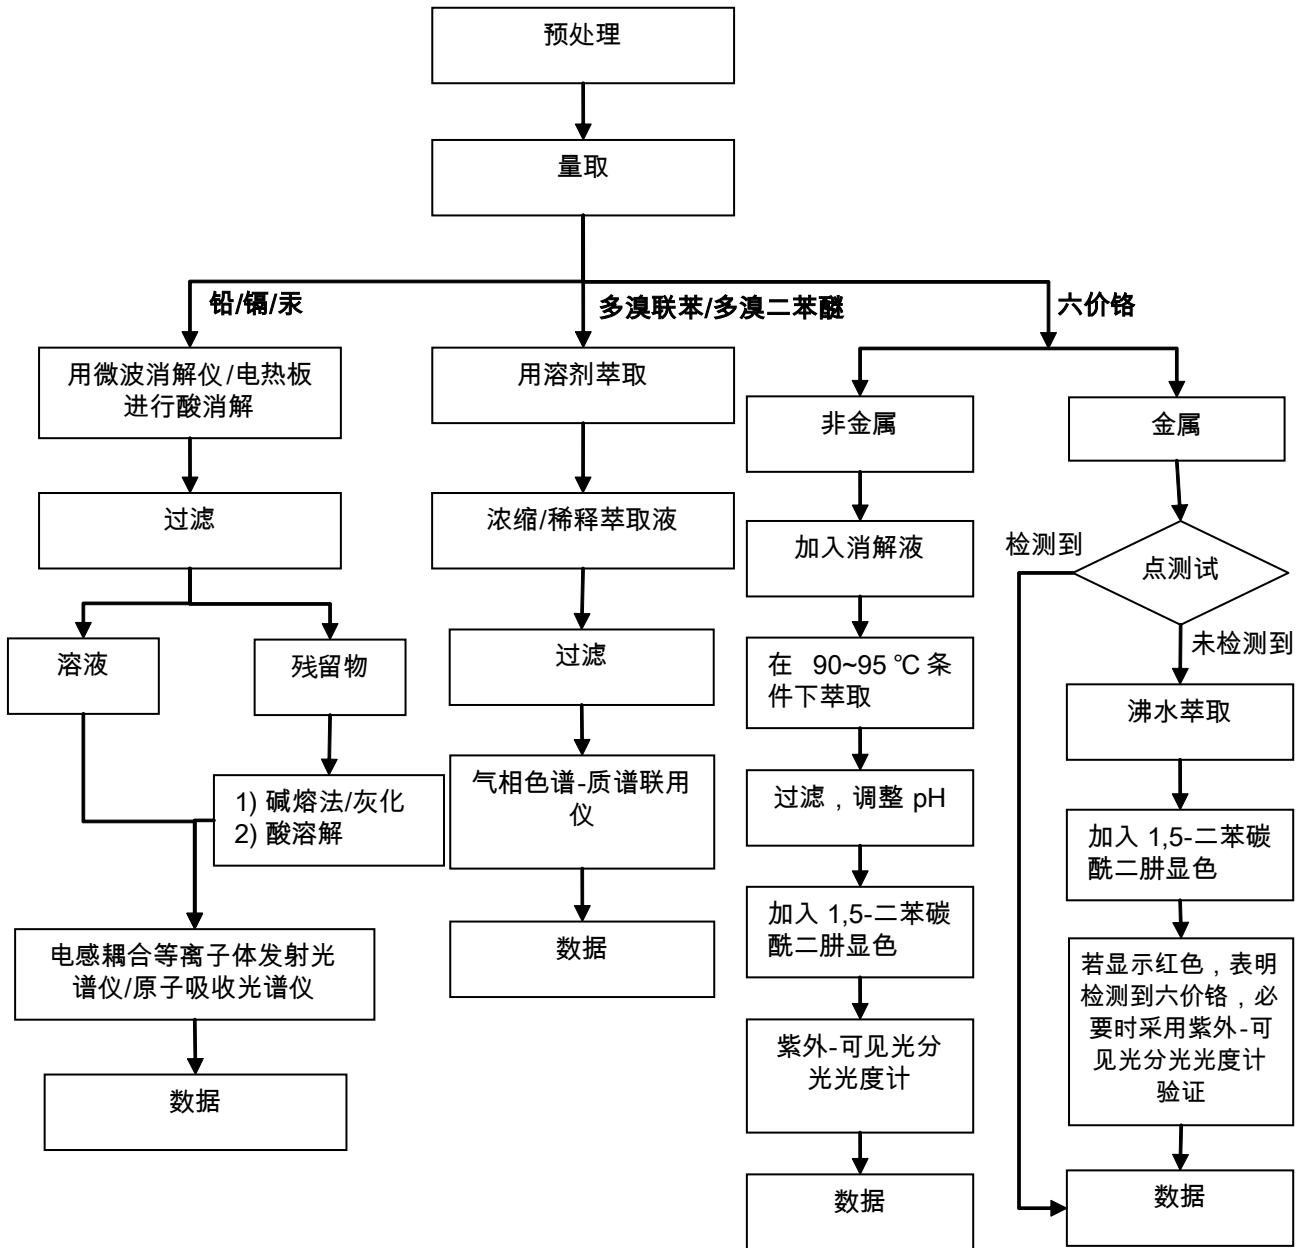 预处理
量取
铅/镉/汞
多溴联苯/多溴二苯醚
六价铬
用微波消解仪/电热板
进行酸消解
过滤
溶液
残留物
1) 碱熔法/灰化
2) 酸溶解
电感耦合等离子体发射光
谱仪/原子吸收光谱仪
数据
用溶剂萃取
浓缩/稀释萃取液
过滤
气相色谱-质谱联用
仪
数据
非金属
加入消解液
在 90~95 ℃ 条
件下萃取
过滤，调整 pH
加入 1,5-二苯碳
酰二肼显色
紫外-可见光分
光光度计
数据
金属
点测试
检测到
未检测到
沸水萃取
加入 1,5-二苯碳
酰二肼显色
若显示红色，表明
检测到六价铬，必
要时采用紫外-可
见光分光光度计
验证
数据